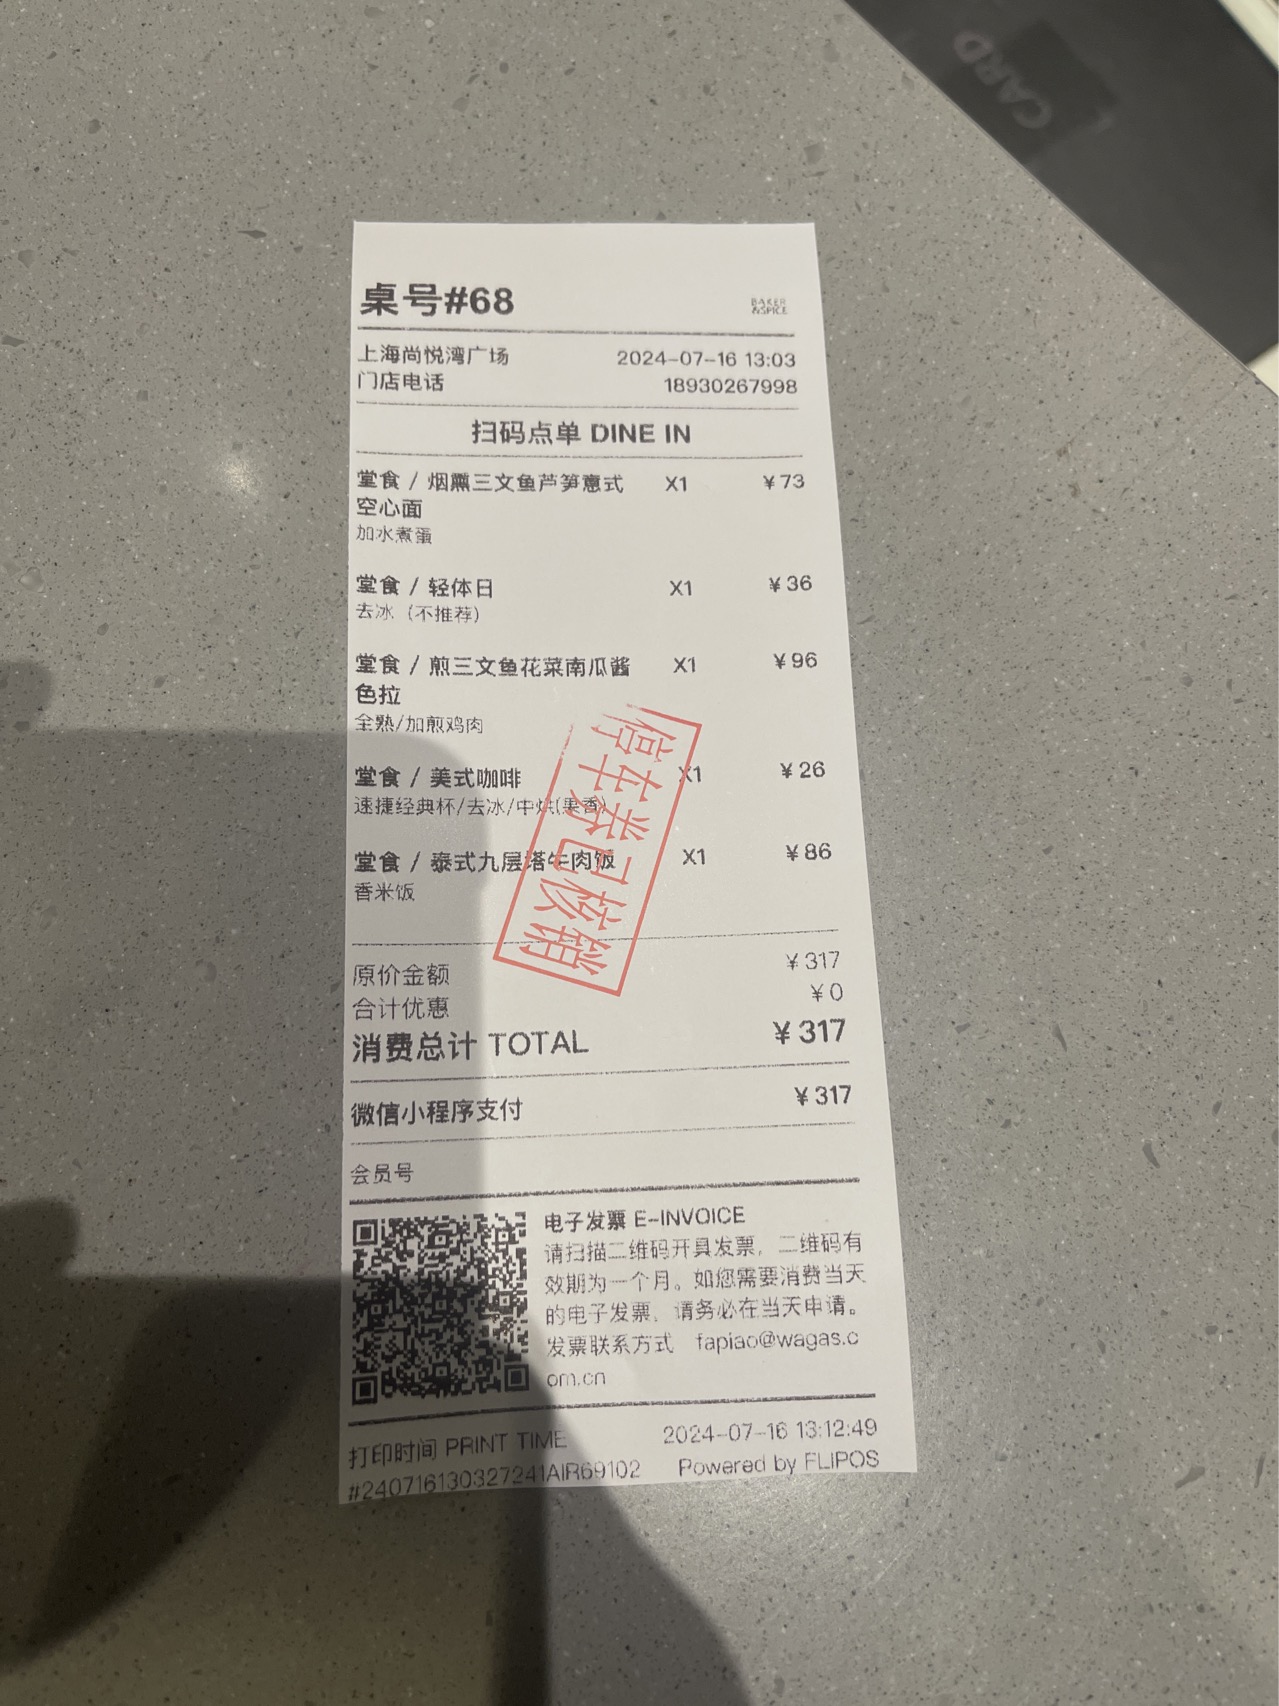 CARD
桌号#68
BAKER
&SPICE
上海尚悦湾广场 2024-07-16 13:03
门店电话 18930267998
扫码点单 DINE IN
堂食 / 烟熏三文鱼芦笋意式 X1 ¥73
空心面
加水煮蛋
堂食 / 轻体日 X1 ¥36
去冰 (不推荐)
堂食 / 煎三文鱼花菜南瓜酱 X1 ¥96
色拉
全熟/加煎鸡肉
堂食 / 美式咖啡 X1 ¥26
速捷经典杯/去冰/中烘(果香)
堂食 / 泰式九层塔牛肉饭 X1 ¥86
香米饭
停车券已核销
原价金额 ¥317
合计优惠 ¥0
消费总计 TOTAL ¥317
微信小程序支付 ¥317
会员号
电子发票 E-INVOICE
请扫描二维码开具发票，二维码有
效期为一个月。如您需要消费当天
的电子发票，请务必在当天申请。
发票联系方式 fapiao@wagas.c
om.cn
打印时间 PRINT TIME 2024-07-16 13:12:49
#240716130327241AIR69102 Powered by FLIPOS